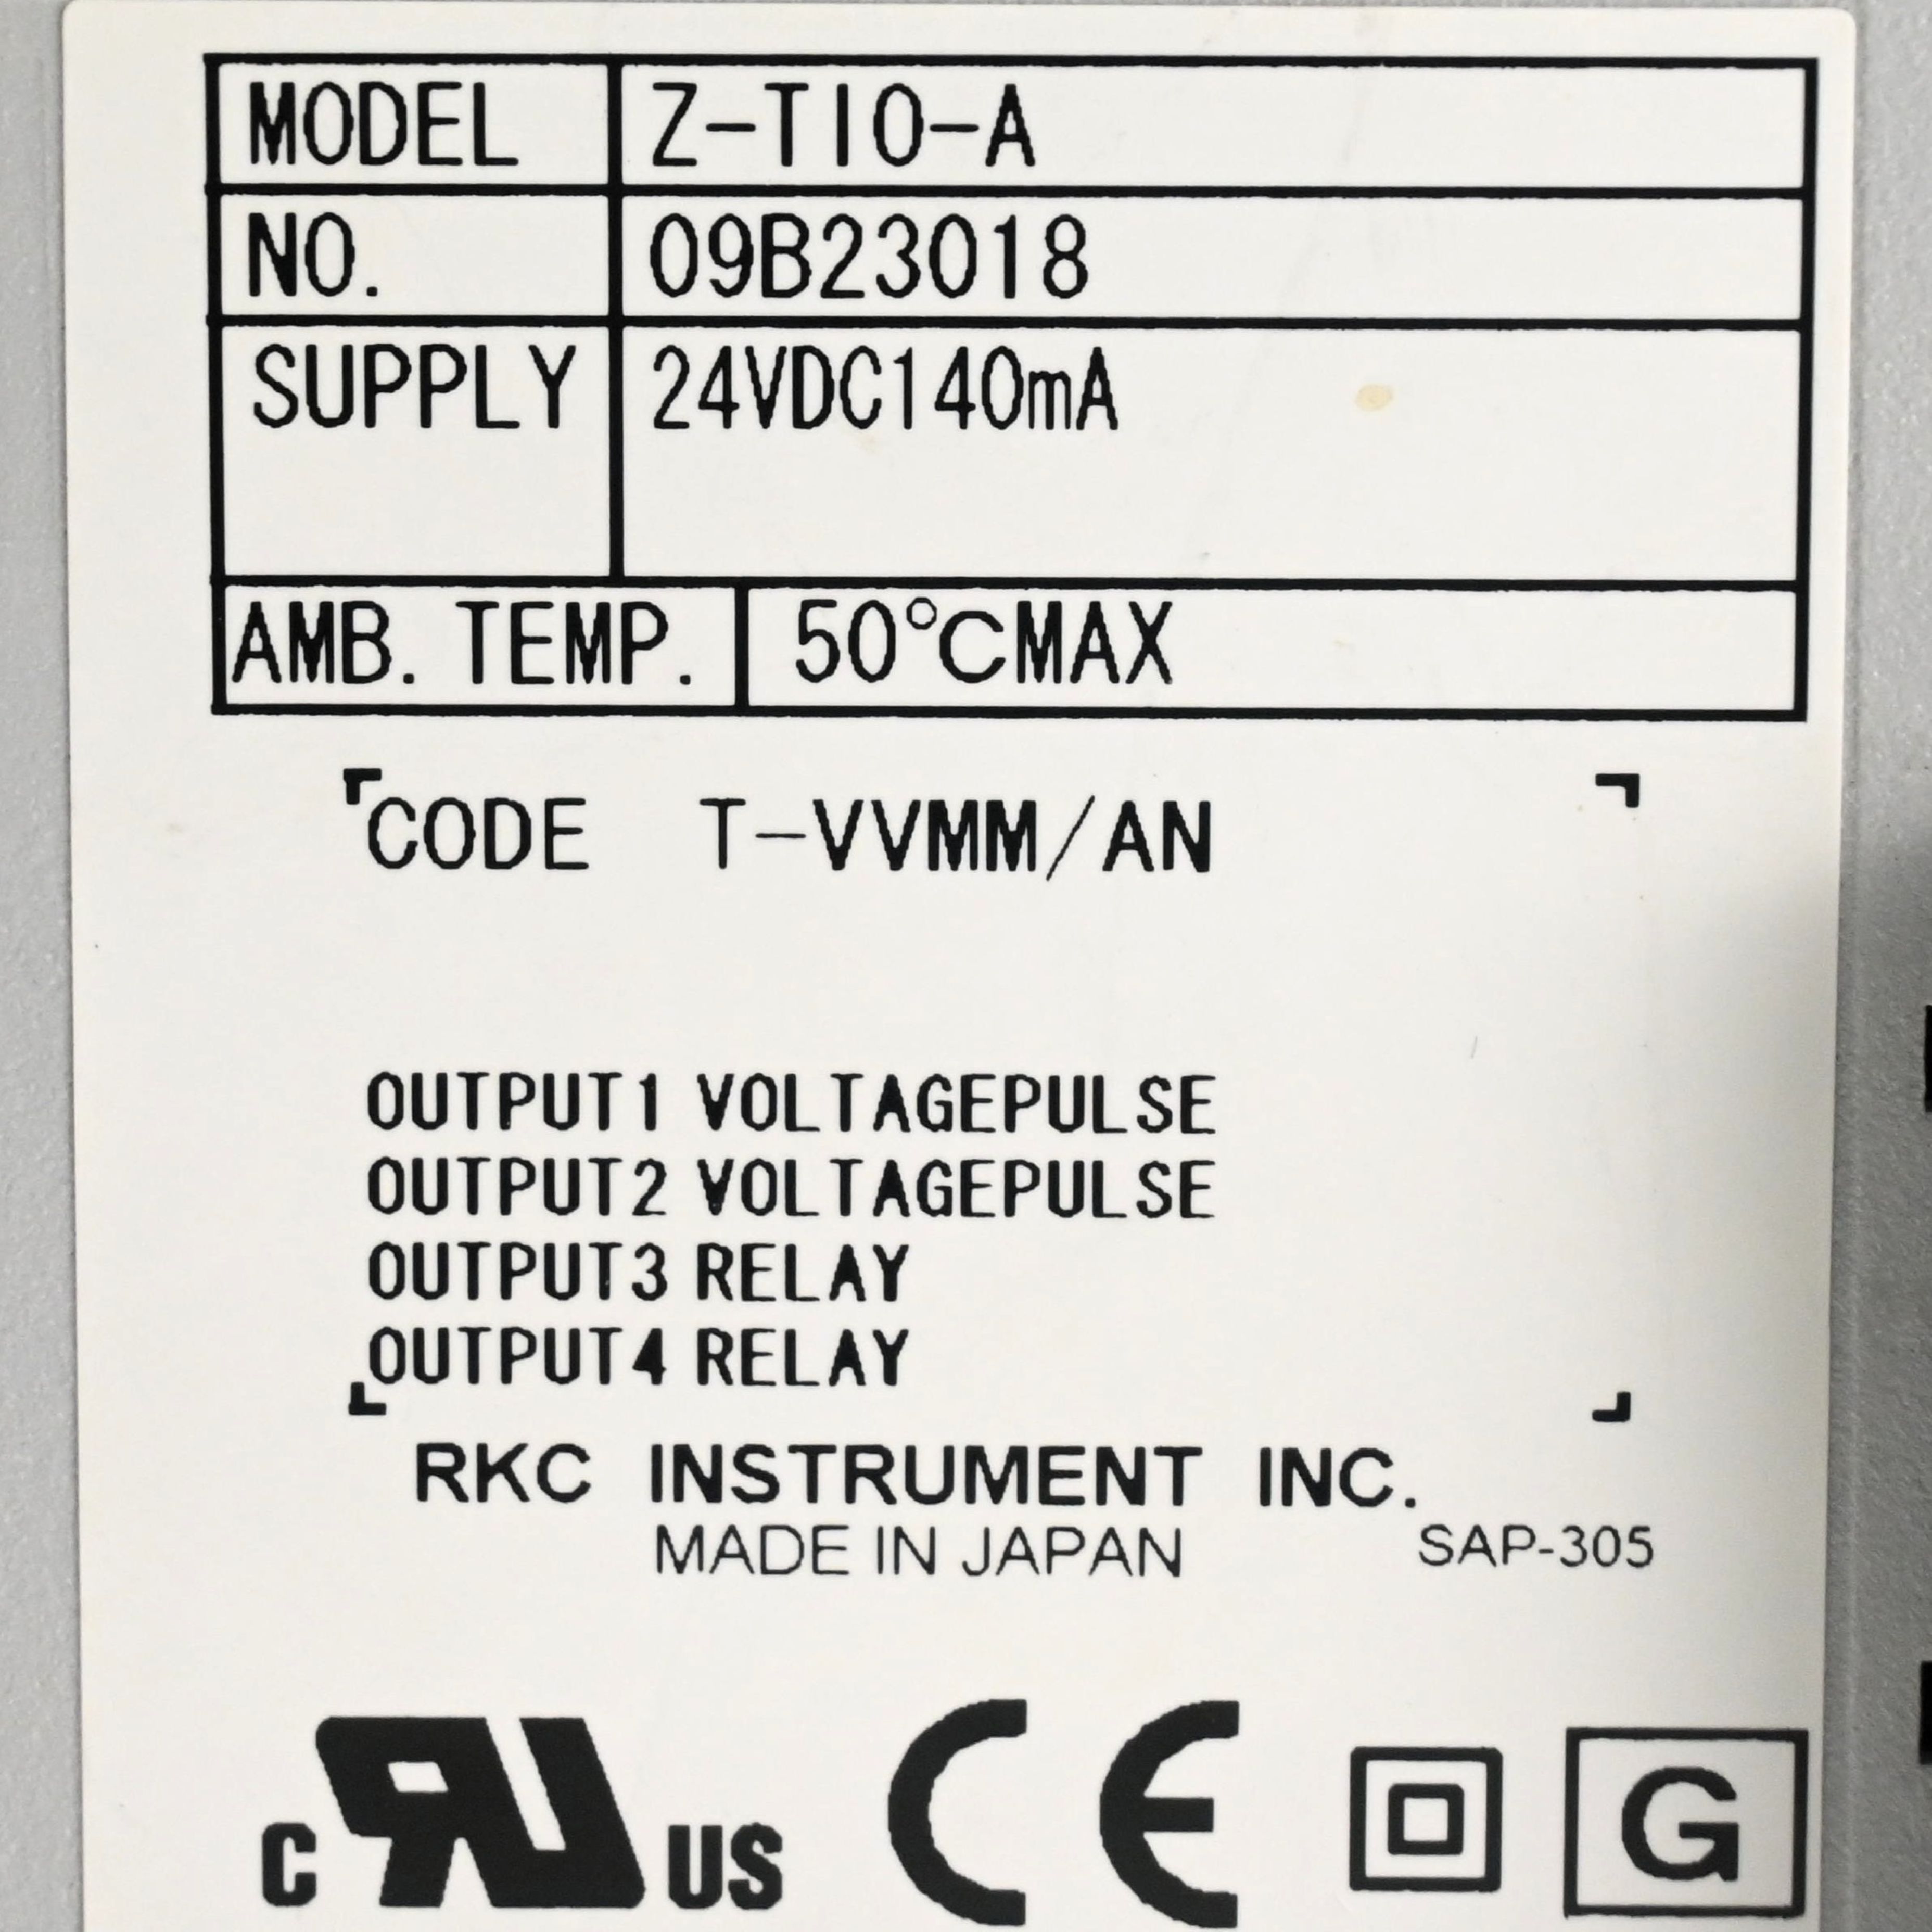 MODEL Z-TIO-A
NO. 09B23018
SUPPLY 24VDC140mA
AMB. TEMP. 50℃MAX
CODE T-VVMM/AN
OUTPUT1 VOLTAGEPULSE
OUTPUT2 VOLTAGEPULSE
OUTPUT3 RELAY
OUTPUT4 RELAY
RKC INSTRUMENT INC.
MADE IN JAPAN SAP-305
C RU US CE G